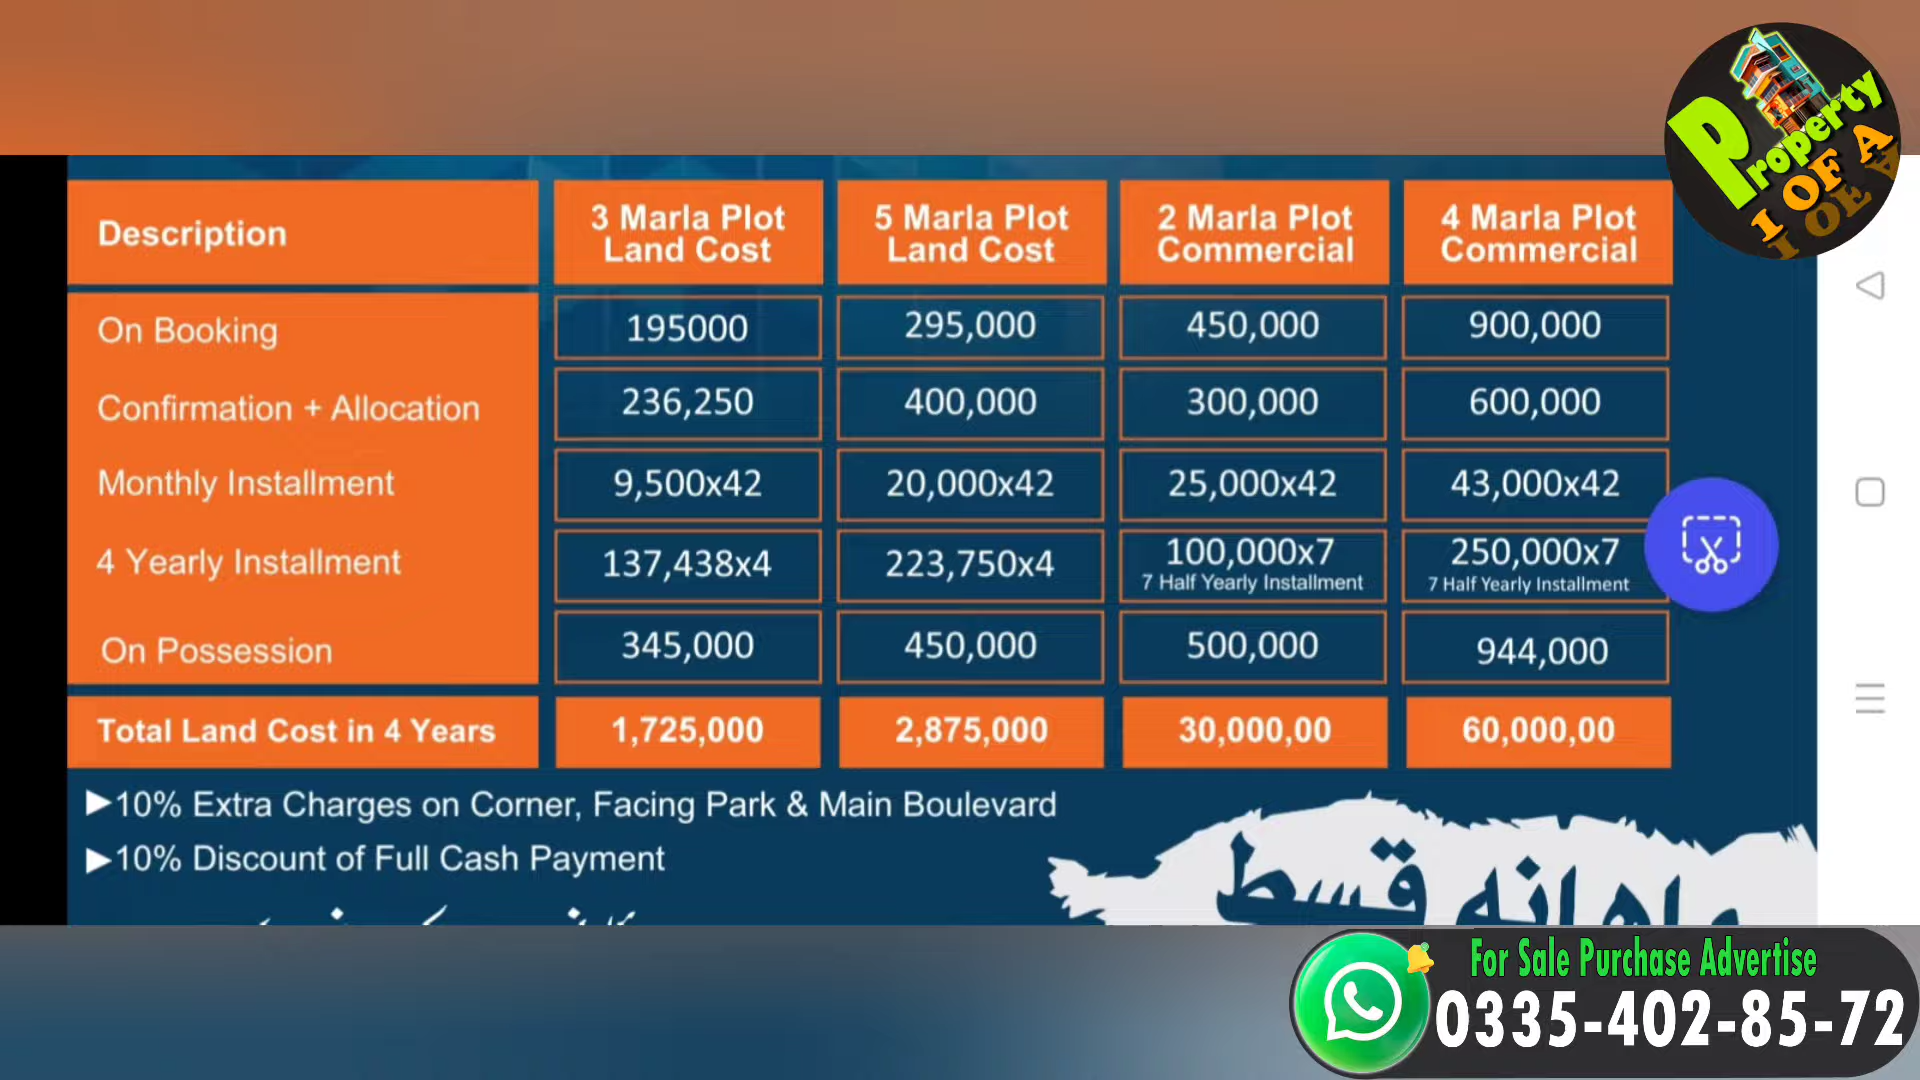 Property
I OF A
Description
3 Marla Plot
Land Cost
5 Marla Plot
Land Cost
2 Marla Plot
Commercial
4 Marla Plot
Commercial
On Booking
195000
295,000
450,000
900,000
Confirmation + Allocation
236,250
400,000
300,000
600,000
Monthly Installment
9,500x42
20,000x42
25,000x42
43,000x42
4 Yearly Installment
137,438x4
223,750x4
100,000x7
7 Half Yearly Installment
250,000x7
7 Half Yearly Installment
On Possession
345,000
450,000
500,000
944,000
Total Land Cost in 4 Years
1,725,000
2,875,000
30,000,00
60,000,00
▶10% Extra Charges on Corner, Facing Park & Main Boulevard
▶10% Discount of Full Cash Payment
ماہانہ قسط
For Sale Purchase Advertise
0335-402-85-72